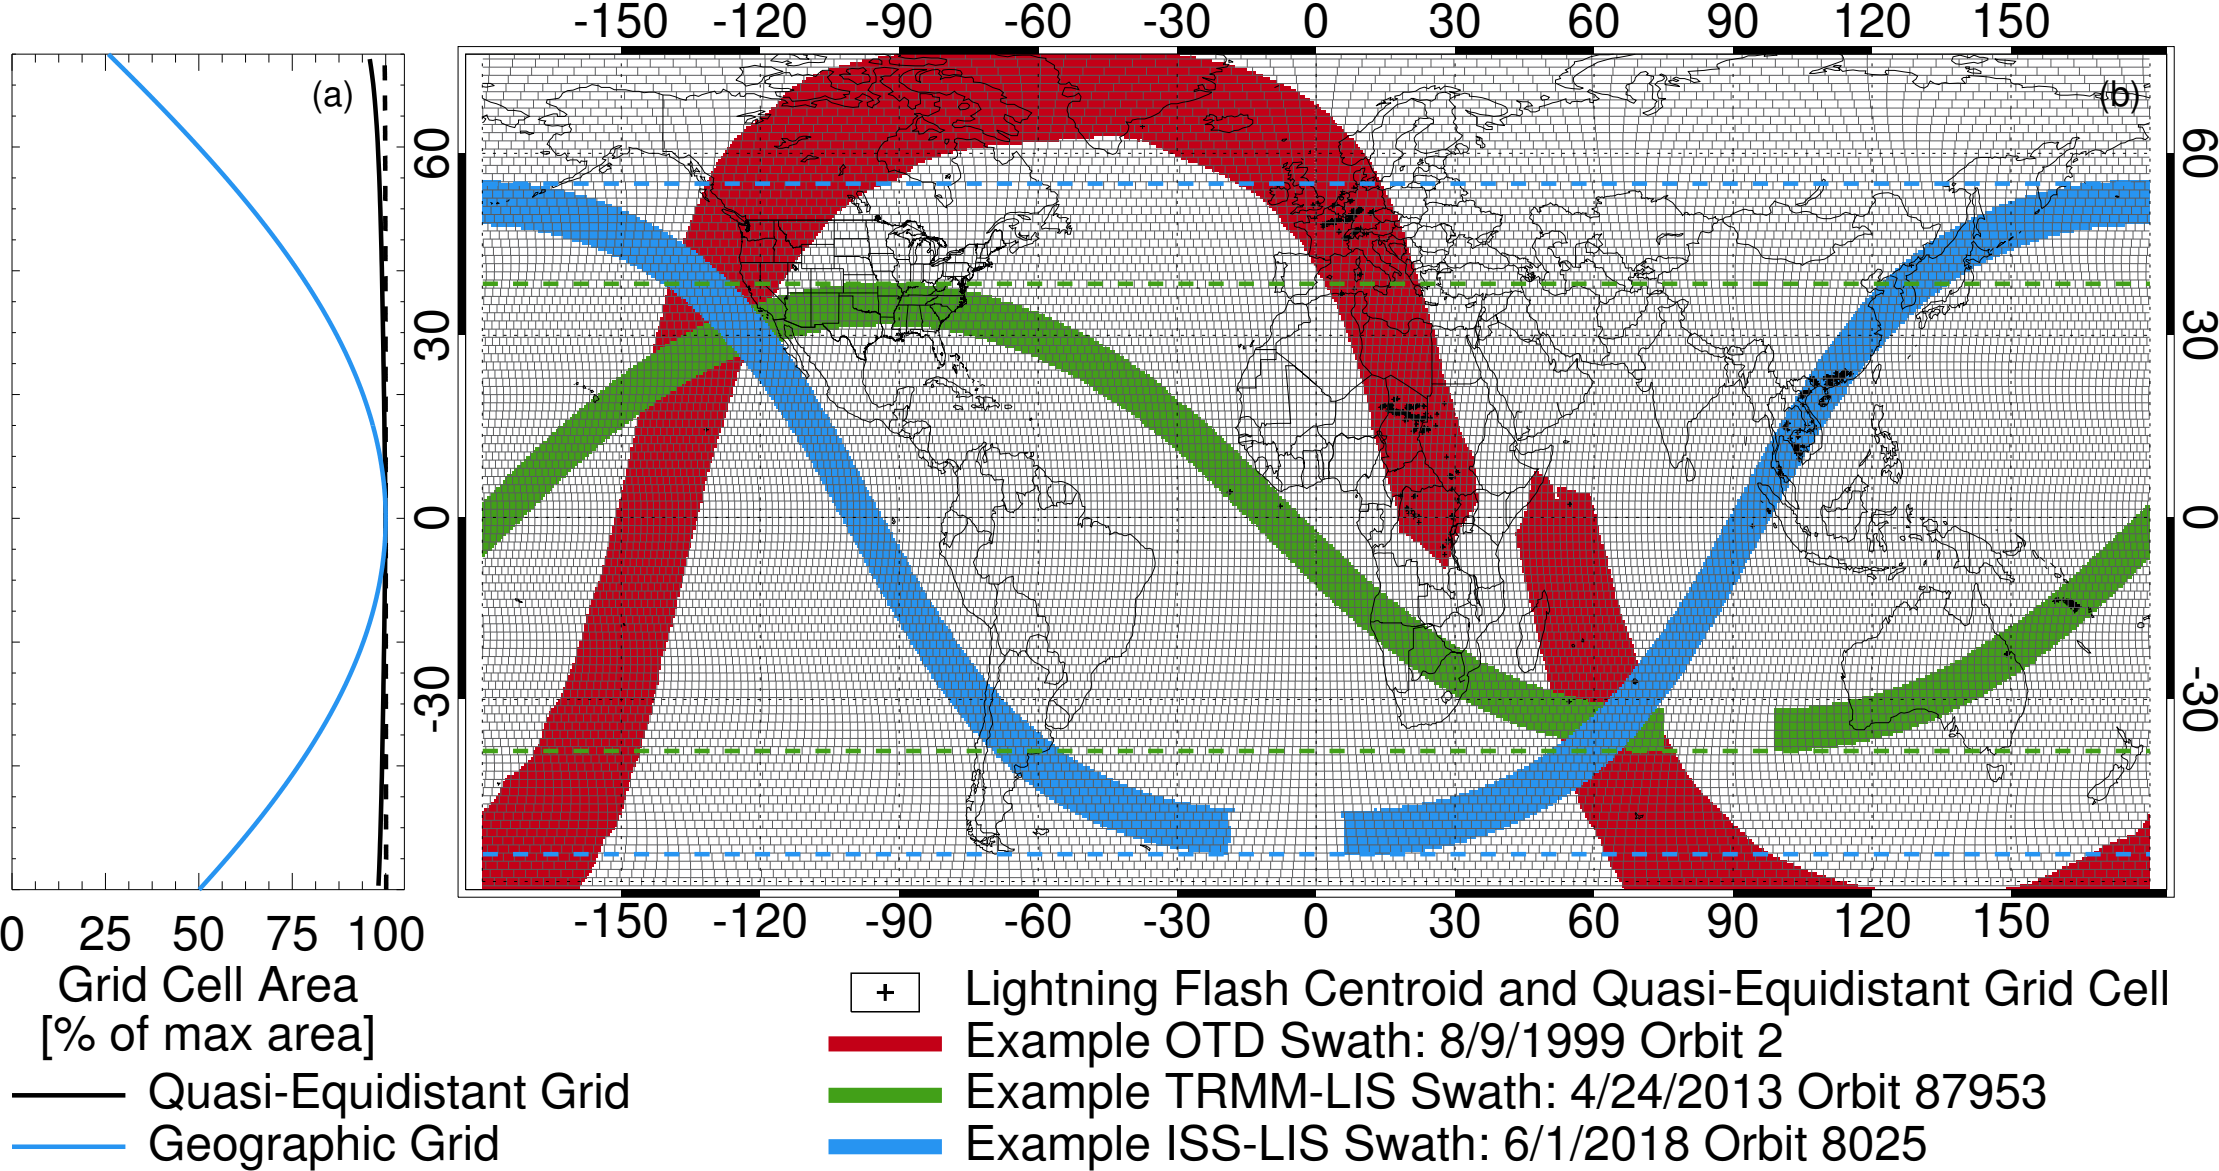 -150 -120 -90 -60 -30 0 30 60 90 120 150
(a)
(b)
60 60
30 30
0 0
-30 -30
-150 -120 -90 -60 -30 0 30 60 90 120 150
0 25 50 75 100
Grid Cell Area
[% of max area]
Quasi-Equidistant Grid
Geographic Grid
+ Lightning Flash Centroid and Quasi-Equidistant Grid Cell
Example OTD Swath: 8/9/1999 Orbit 2
Example TRMM-LIS Swath: 4/24/2013 Orbit 87953
Example ISS-LIS Swath: 6/1/2018 Orbit 8025